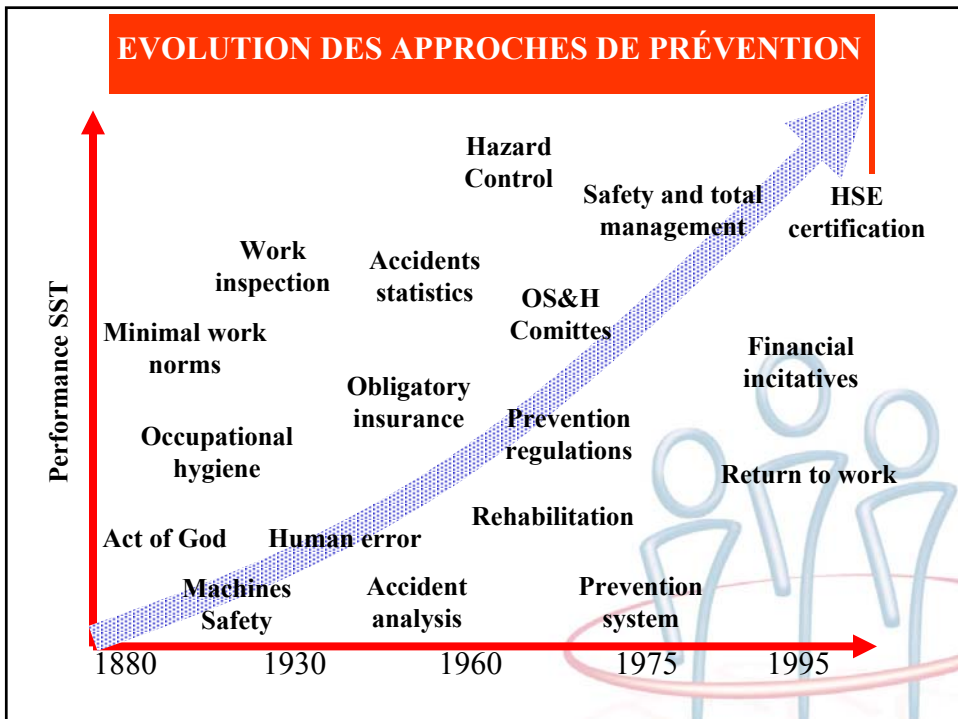 EVOLUTION DES APPROCHES DE PRÉVENTION
Hazard
Control
Safety and total
management
HSE
certification
Work
inspection
Accidents
statistics
OS&H
Comittes
Minimal work
norms
Financial
incitatives
Obligatory
insurance
Prevention
regulations
Occupational
hygiene
Return to work
Rehabilitation
Act of God
Human error
Machines
Safety
Accident
analysis
Prevention
system
Performance SST
1880
1930
1960
1975
1995